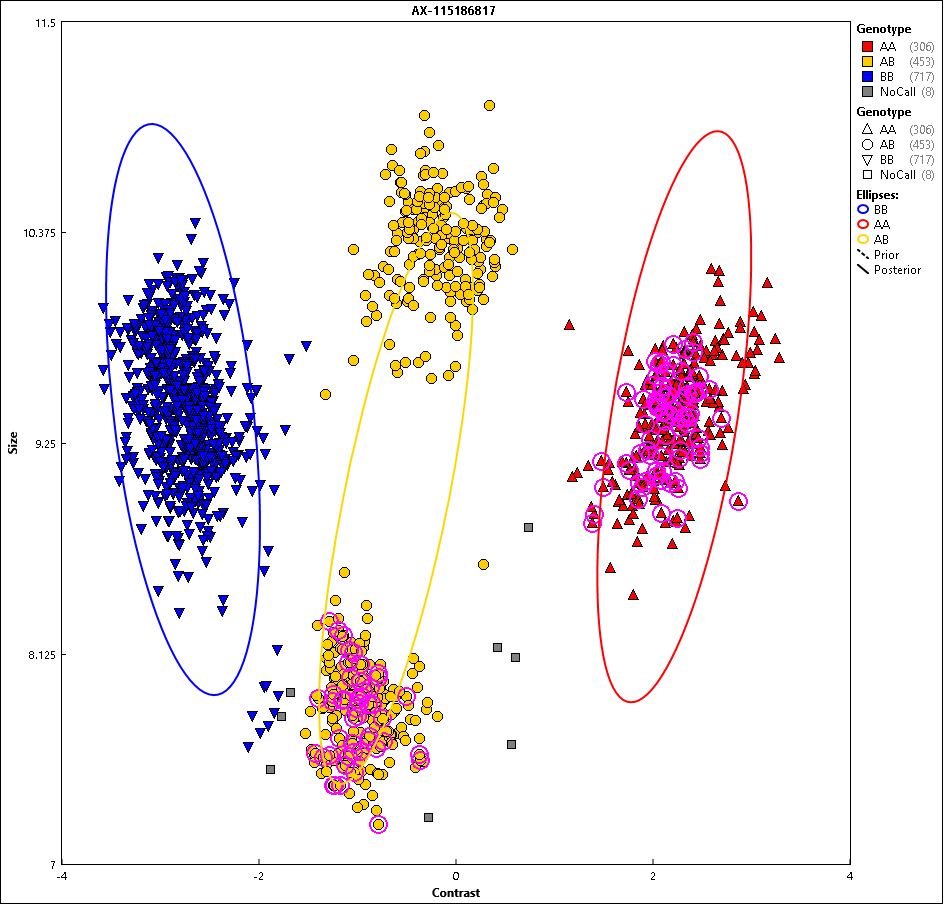 AX-115186817
11.5
10.375
9.25
8.125
7
Size
-4 -2 0 2 4
Contrast
Genotype
AA (306)
AB (453)
BB (717)
NoCall (8)
Genotype
AA (306)
AB (453)
BB (717)
NoCall (8)
Ellipses:
BB
AA
AB
Prior
Posterior